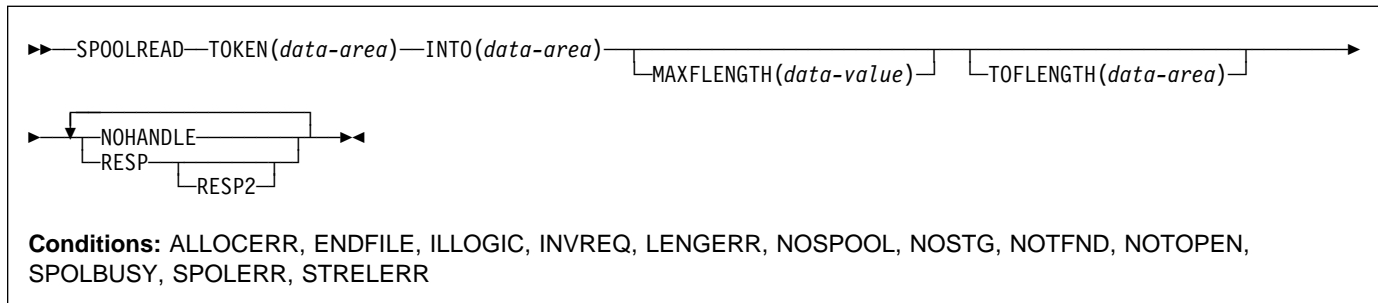 SPOOLREAD TOKEN(data-area) INTO(data-area) MAXFLENGTH(data-value) TOFLENGTH(data-area)
NOHANDLE
RESP
RESP2
Conditions: ALLOCERR, ENDFILE, ILLOGIC, INVREQ, LENGERR, NOSPOOL, NOSTG, NOTFND, NOTOPEN,
SPOLBUSY, SPOLERR, STRELERR